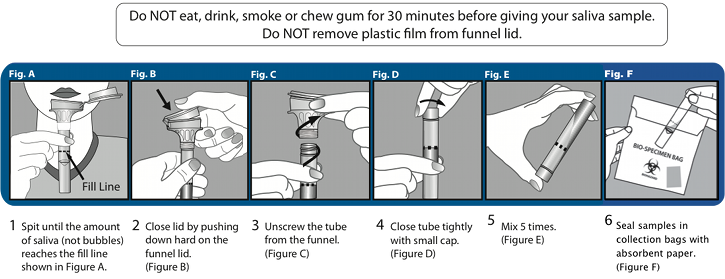 Do NOT eat, drink, smoke or chew gum for 30 minutes before giving your saliva sample.
Do NOT remove plastic film from funnel lid.
Fig. A
Fig. B
Fig. C
Fig. D
Fig. E
Fig. F
Fill Line
BIO-SPECIMEN BAG
1 Spit until the amount
of saliva (not bubbles)
reaches the fill line
shown in Figure A.
2 Close lid by pushing
down hard on the
funnel lid.
(Figure B)
3 Unscrew the tube
from the funnel.
(Figure C)
4 Close tube tightly
with small cap.
(Figure D)
5 Mix 5 times.
(Figure E)
6 Seal samples in
collection bags with
absorbent paper.
(Figure F)